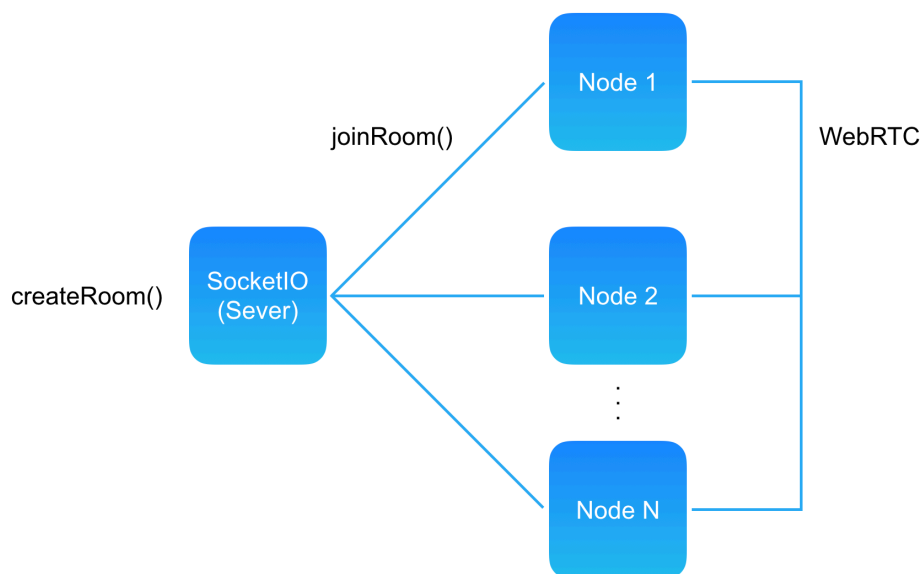 Node 1
joinRoom()
WebRTC
createRoom()
SocketIO
(Sever)
Node 2
Node N